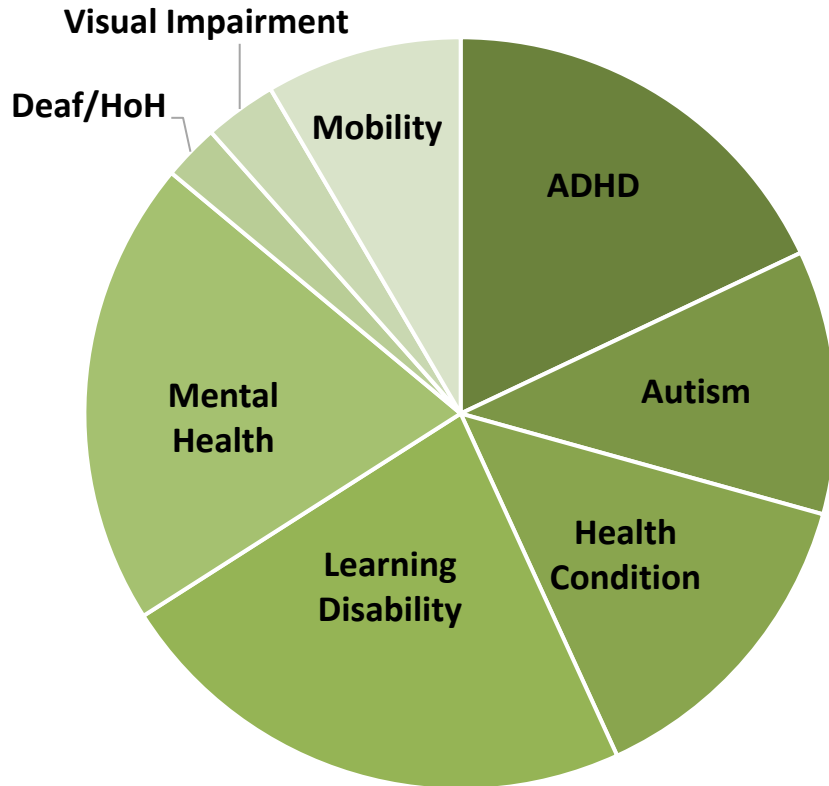 Visual Impairment
Deaf/HoH
Mobility
ADHD
Autism
Mental
Health
Health
Condition
Learning
Disability